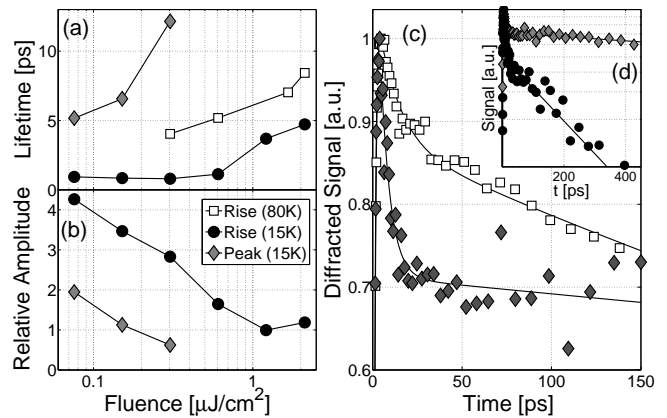 (a)
Lifetime [ps]
10
5
0
(b)
Relative Amplitude
4
3
2
1
0
Rise (80K)
Rise (15K)
Peak (15K)
0.1
1
Fluence [μJ/cm²]
(c)
Diffracted Signal [a.u.]
1
0.9
0.8
0.7
0.6
0
50
100
150
Time [ps]
(d)
Signal [a.u.]
0
200
400
t [ps]